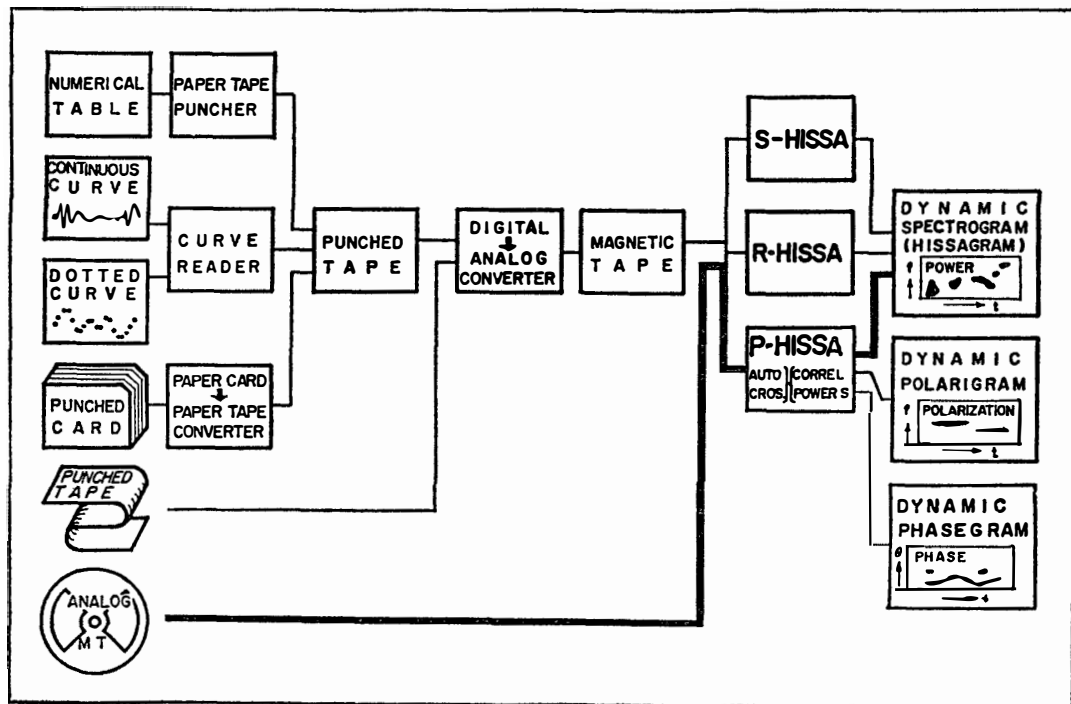 NUMERICAL
TABLE
PAPER TAPE
PUNCHER
CONTINUOUS
CURVE
DOTTED
CURVE
CURVE
READER
PUNCHED
CARD
PAPER CARD
PAPER TAPE
CONVERTER
PUNCHED
TAPE
ANALOG
MT
PUNCHED
TAPE
DIGITAL
ANALOG
CONVERTER
MAGNETIC
TAPE
S-HISSA
R-HISSA
P-HISSA
AUTO CORREL
CROS. POWER S
DYNAMIC
SPECTROGRAM
(HISSAGRAM)
f POWER
t
DYNAMIC
POLARIGRAM
f POLARIZATION
t
DYNAMIC
PHASEGRAM
θ PHASE
t